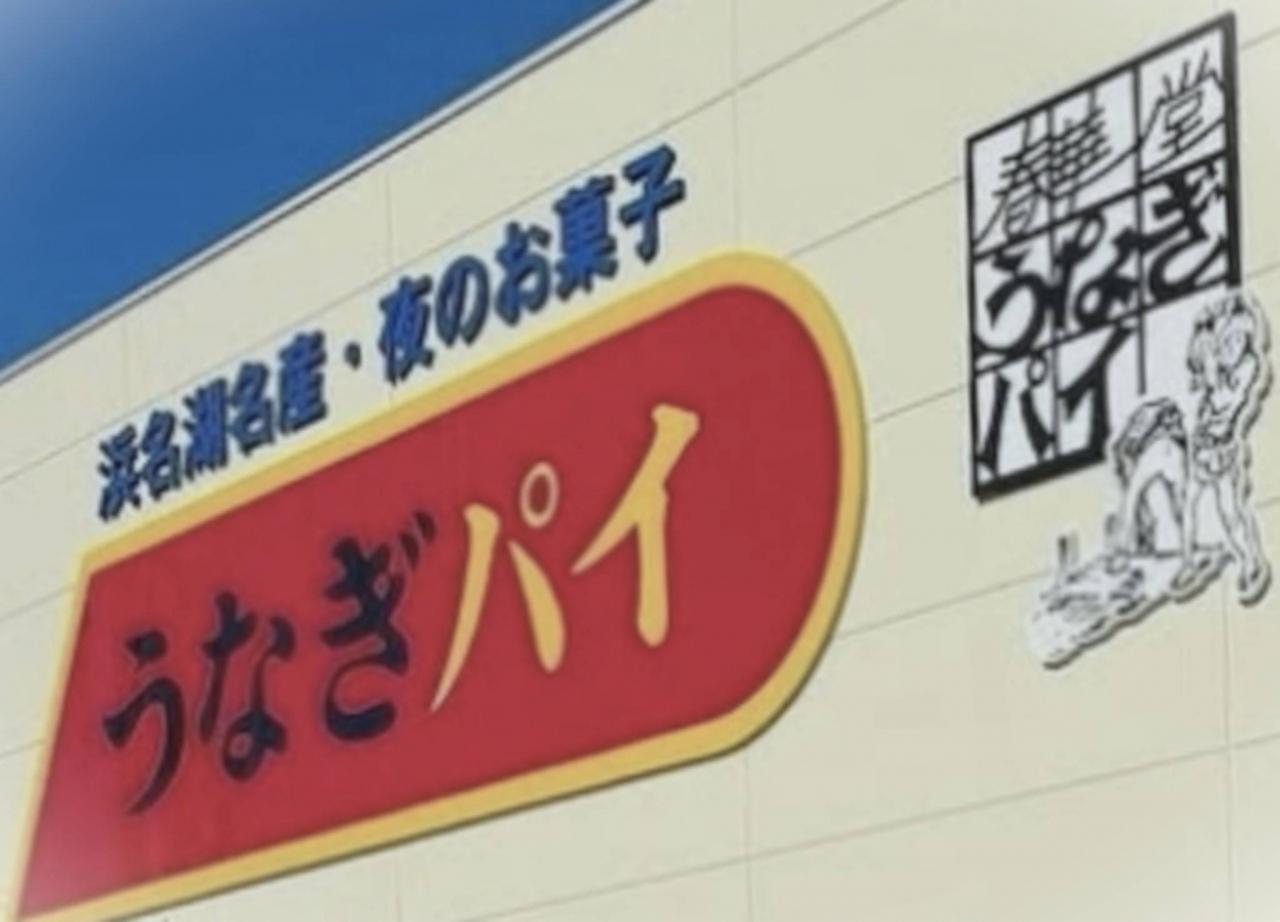 浜名湖名産・夜のお菓子
うなぎパイ
春華堂
うなぎ
パイ